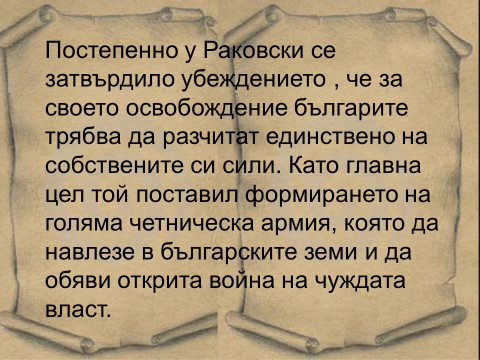 Постепенно у Раковски се
затвърдило убеждението , че за
своето освобождение българите
трябва да разчитат единствено на
собствените си сили. Като главна
цел той поставил формирането на
голяма четническа армия, която да
навлезе в българските земи и да
обяви открита война на чуждата
власт.